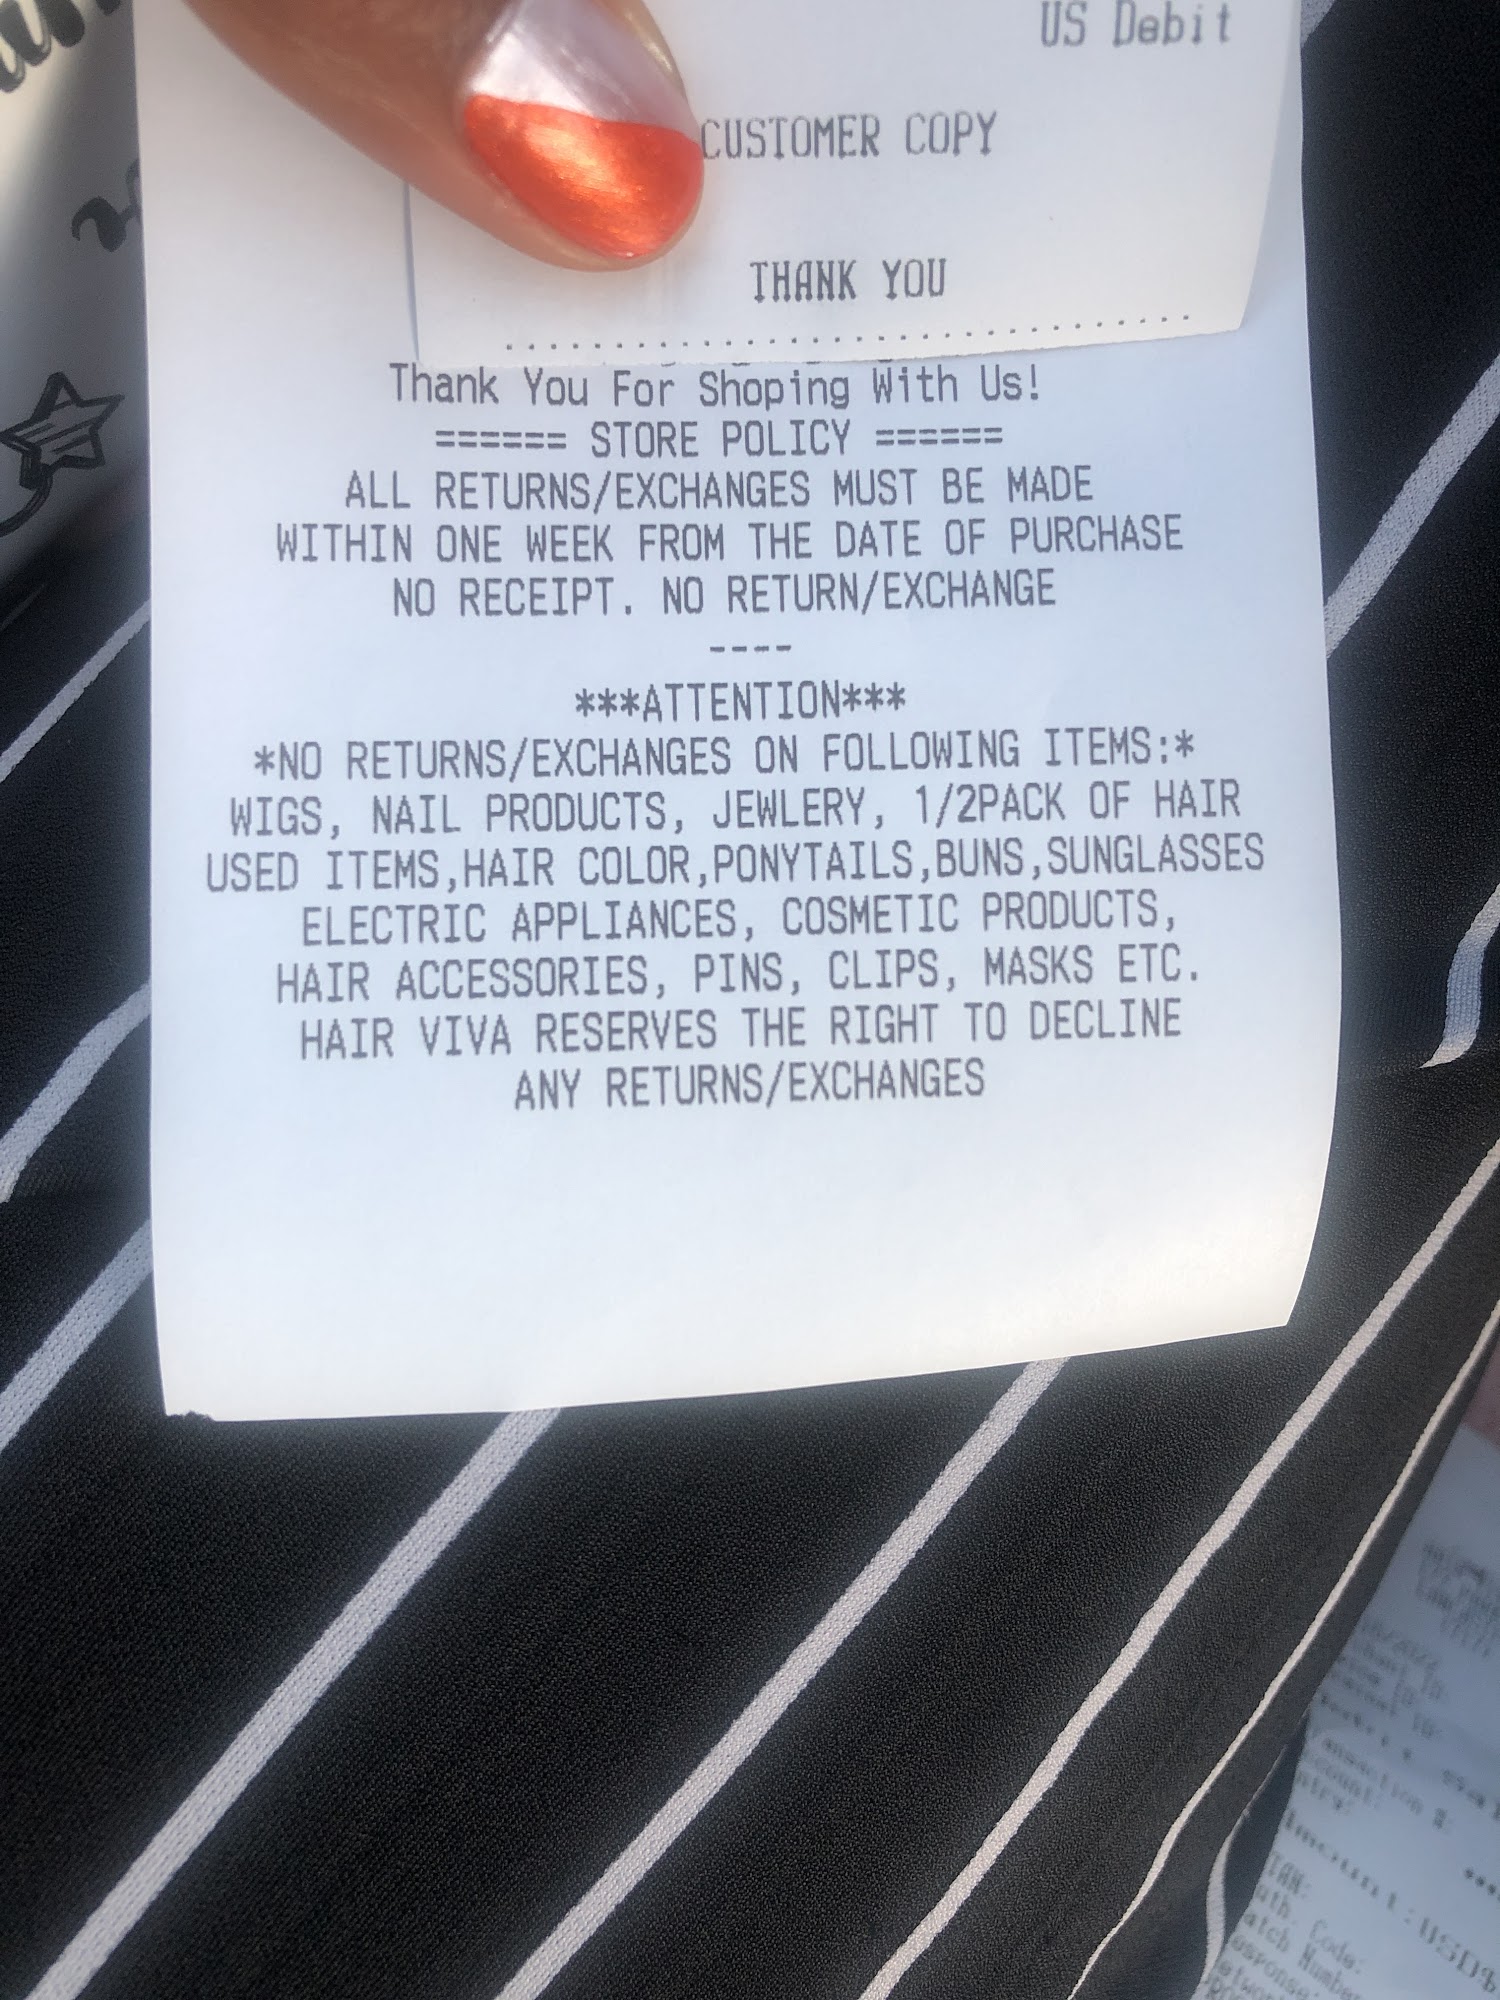 US Debit
CUSTOMER COPY
THANK YOU
................................
Thank You For Shoping With Us!
====== STORE POLICY ======
ALL RETURNS/EXCHANGES MUST BE MADE
WITHIN ONE WEEK FROM THE DATE OF PURCHASE
NO RECEIPT. NO RETURN/EXCHANGE
----
***ATTENTION***
*NO RETURNS/EXCHANGES ON FOLLOWING ITEMS:*
WIGS, NAIL PRODUCTS, JEWLERY, 1/2PACK OF HAIR
USED ITEMS,HAIR COLOR,PONYTAILS,BUNS,SUNGLASSES
ELECTRIC APPLIANCES, COSMETIC PRODUCTS,
HAIR ACCESSORIES, PINS, CLIPS, MASKS ETC.
HAIR VIVA RESERVES THE RIGHT TO DECLINE
ANY RETURNS/EXCHANGES